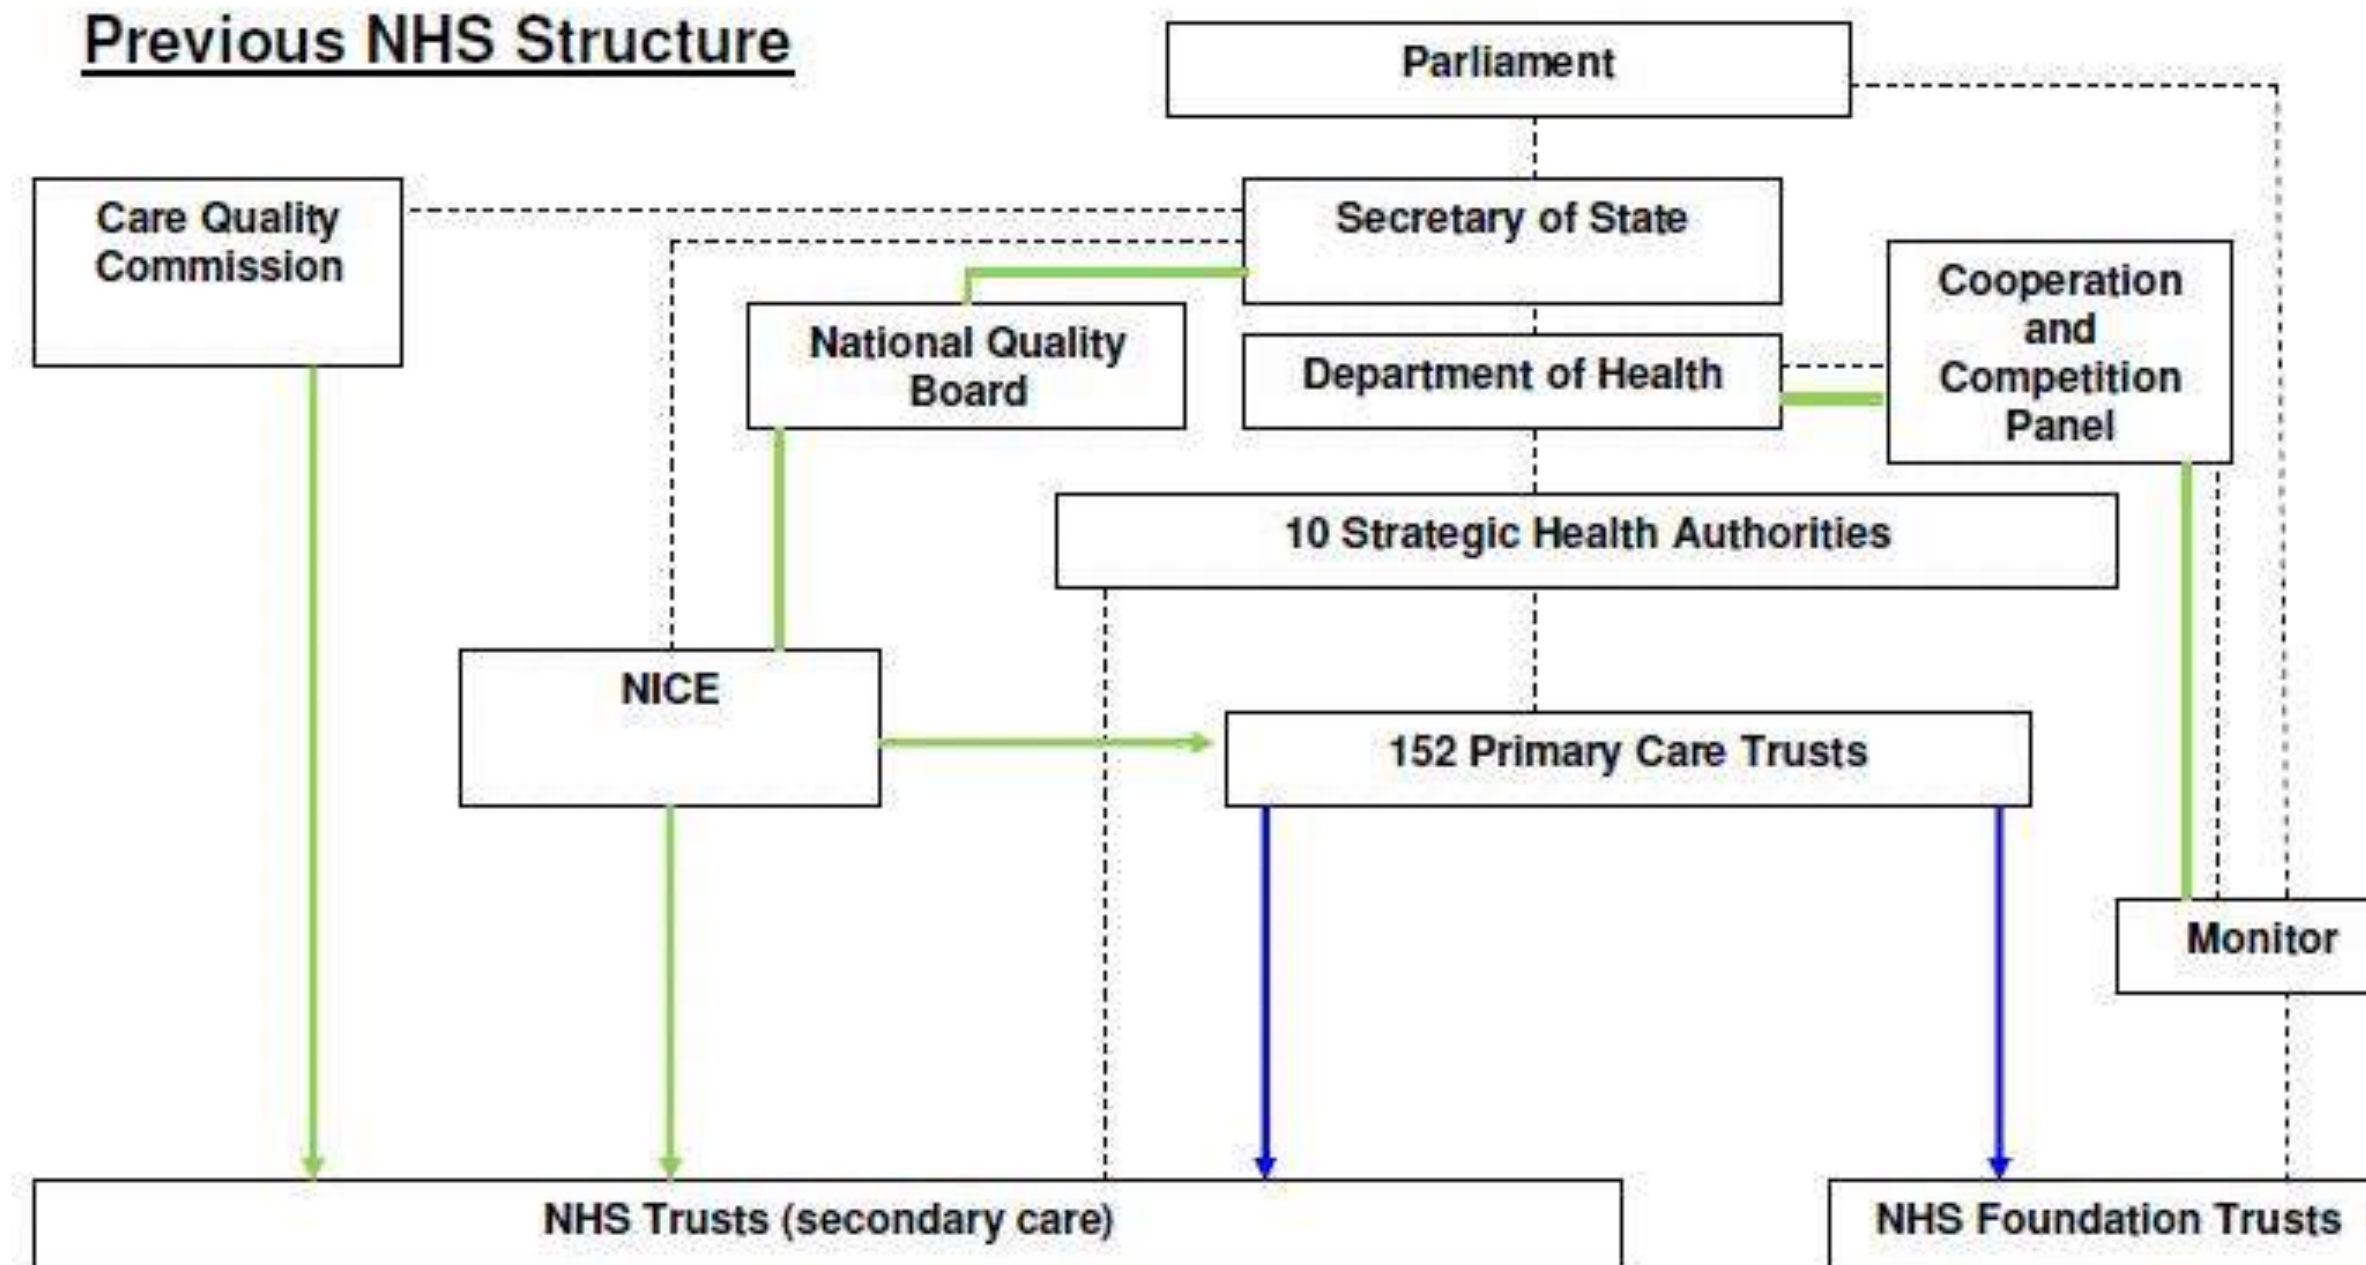 Previous NHS Structure
Parliament
Care Quality
Commission
Secretary of State
Cooperation
and
Competition
Panel
National Quality
Board
Department of Health
10 Strategic Health Authorities
NICE
152 Primary Care Trusts
Monitor
NHS Trusts (secondary care)
NHS Foundation Trusts